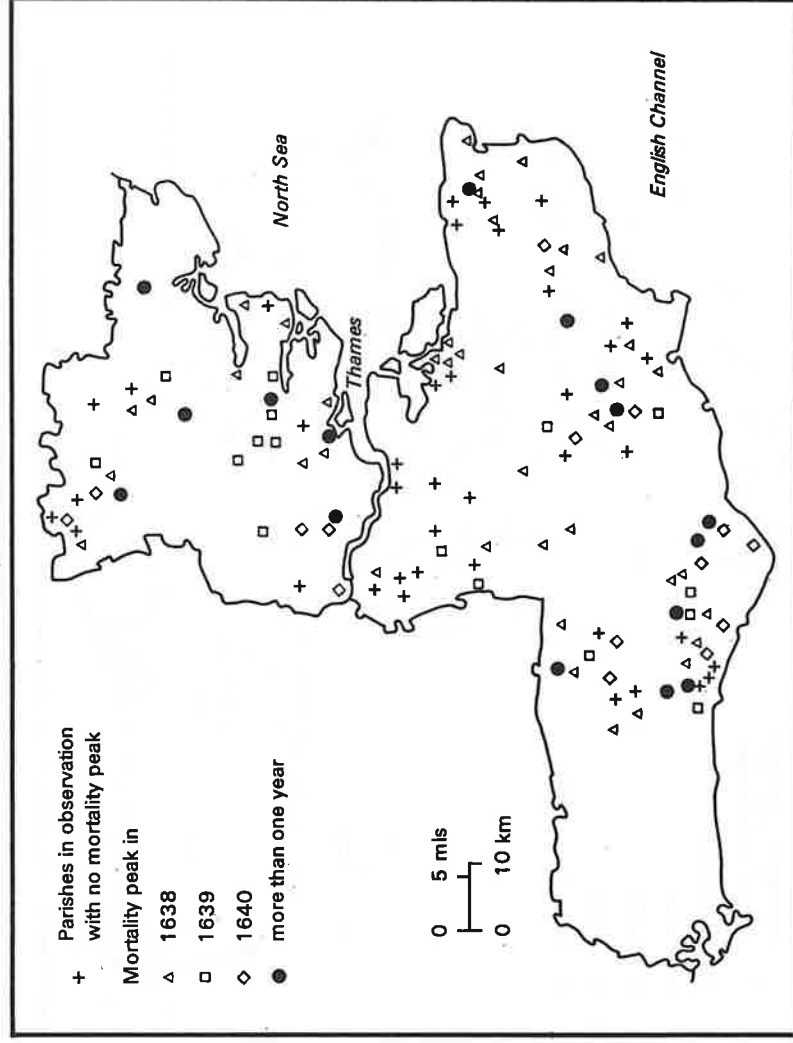 + Parishes in observation
with no mortality peak
Mortality peak in
△ 1638
□ 1639
◇ 1640
● more than one year
0 5 mls
0 10 km
North Sea
Thames
English Channel